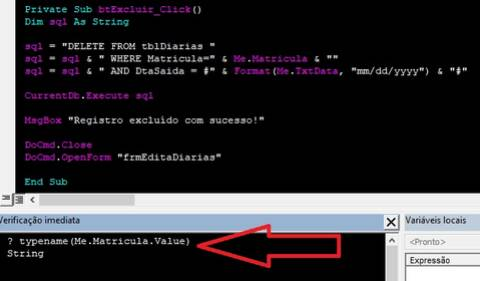 Private Sub btExcluir_Click()
Dim sql As String
sql = "DELETE FROM tblDiarias "
sql = sql & " WHERE Matricula=" & Me.Matricula & ""
sql = sql & " AND DtaSaida = #" & Format(Me.TxtData, "mm/dd/yyyy") & "#"
CurrentDb.Execute sql
MsgBox "Registro excluído com sucesso!"
DoCmd.Close
DoCmd.OpenForm "frmEditaDiarias"
End Sub
Verificação imediata
Variáveis locais
? typename(Me.Matricula.Value)
String
<Pronto>
Expressão